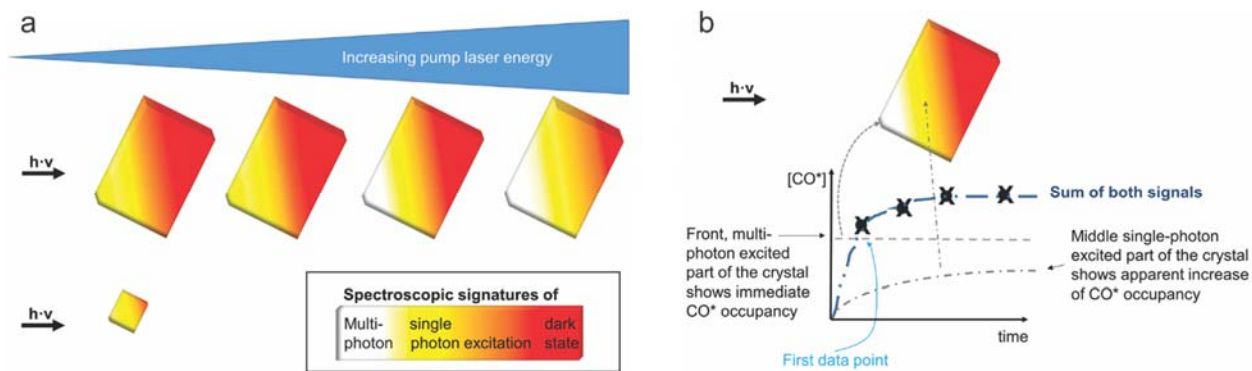 a
Increasing pump laser energy
h·v
h·v
Spectroscopic signatures of
Multi- single dark
photon photon excitation state
b
h·v
[CO*]
Sum of both signals
Front, multi-
photon excited
part of the crystal
shows immediate
CO* occupancy
Middle single-photon
excited part of the crystal
shows apparent increase
of CO* occupancy
time
First data point